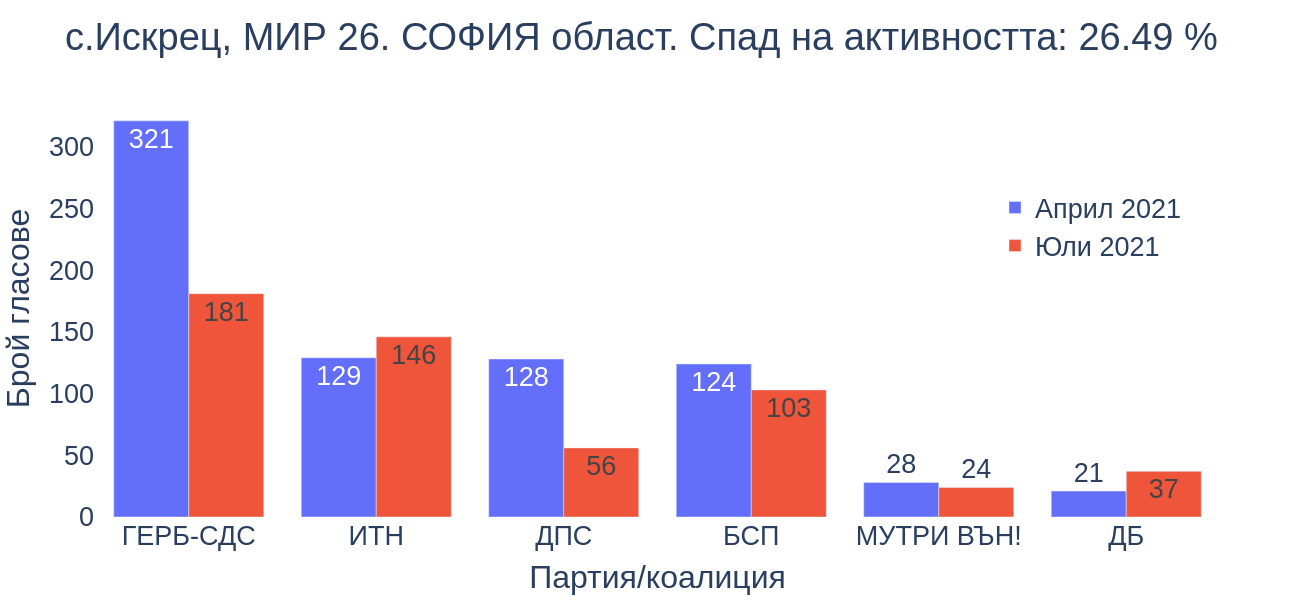 с.Искрец, МИР 26. СОФИЯ област. Спад на активността: 26.49 %
Брой гласове
300
250
200
150
100
50
0
321
181
129
146
128
56
124
103
28
24
21
37
Април 2021
Юли 2021
ГЕРБ-СДС
ИТН
ДПС
БСП
МУТРИ ВЪН!
ДБ
Партия/коалиция